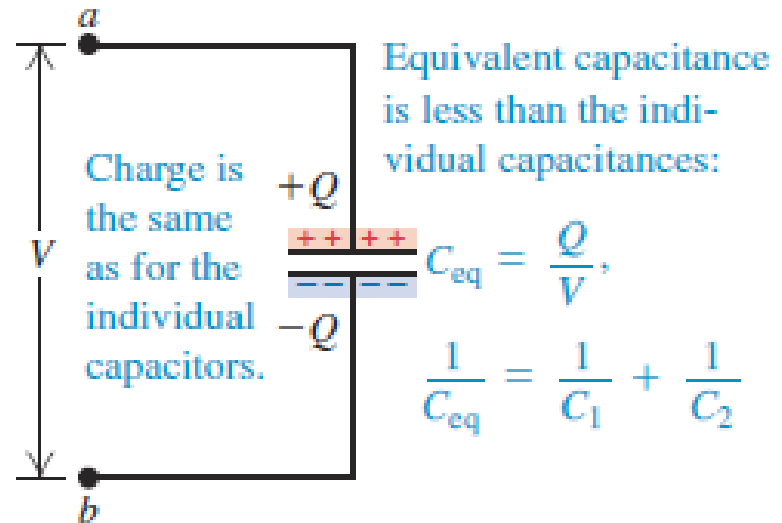 a
Equivalent capacitance
is less than the indi-
vidual capacitances:
Charge is
the same
as for the
individual
capacitors.
V
+Q
++++
−−−−
−Q
C_eq = Q/V,
1/C_eq = 1/C_1 + 1/C_2
b